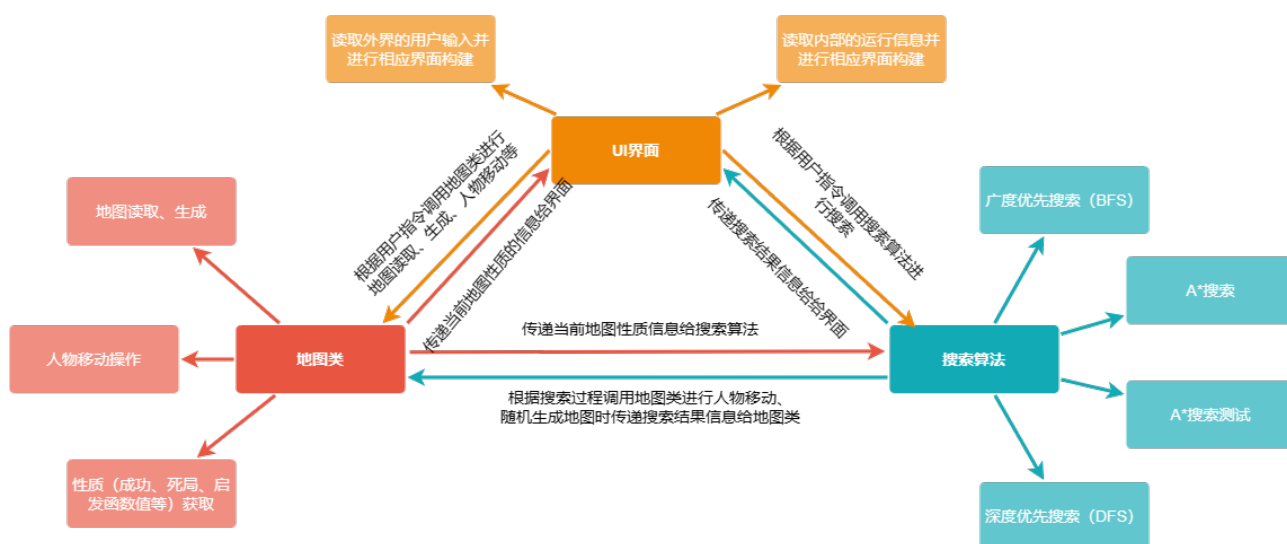 读取外界的用户输入并
进行相应界面构建
读取内部的运行信息并
进行相应界面构建
UI界面
根据用户指令调用地图类进行
地图读取、生成、人物移动等
传递当前地图性质的信息给界面
根据用户指令调用搜索算法进
行搜索
传递搜索结果信息给给界面
地图读取、生成
人物移动操作
性质（成功、死局、启
发函数值等）获取
地图类
传递当前地图性质信息给搜索算法
根据搜索过程调用地图类进行人物移动、
随机生成地图时传递搜索结果信息给地图类
搜索算法
广度优先搜索（BFS）
A*搜索
A*搜索测试
深度优先搜索（DFS）